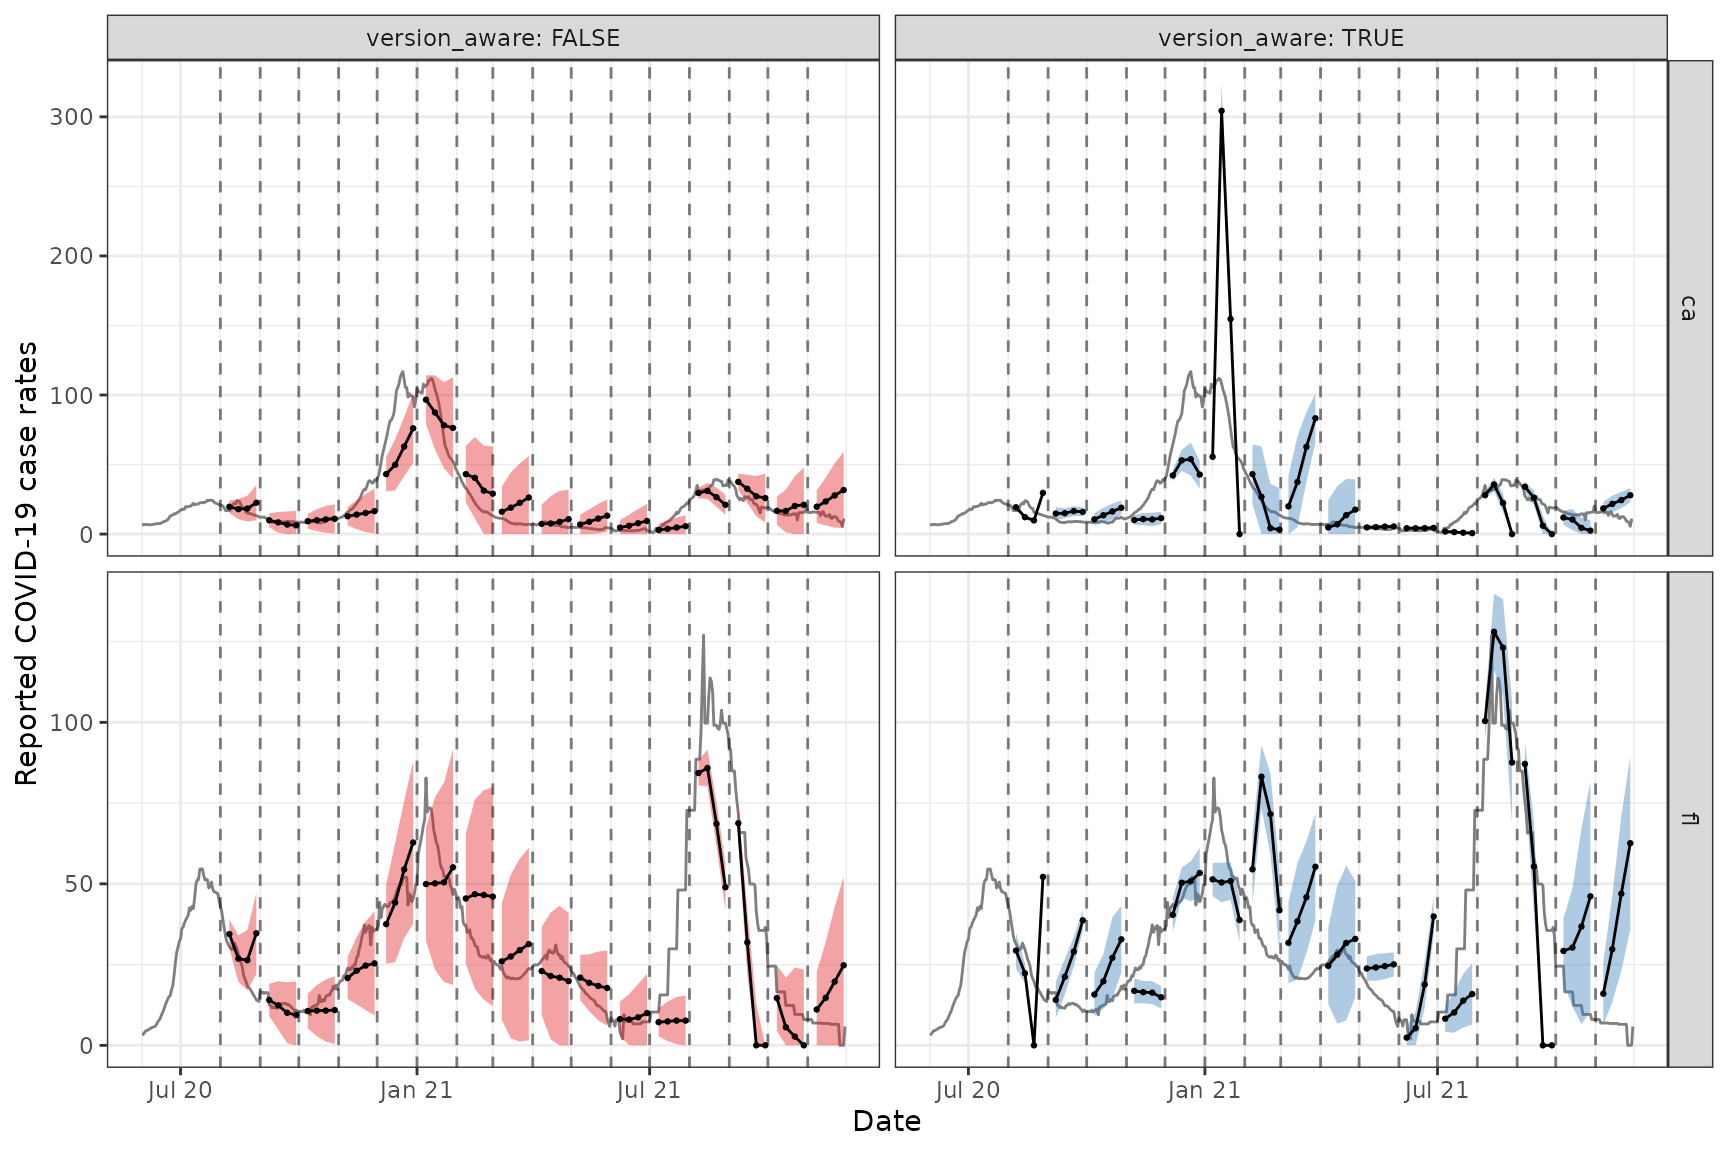 version_aware: FALSE
version_aware: TRUE
Reported COVID-19 case rates
300
200
100
0
ca
100
50
0
fl
Jul 20
Jan 21
Jul 21
Jul 20
Jan 21
Jul 21
Date